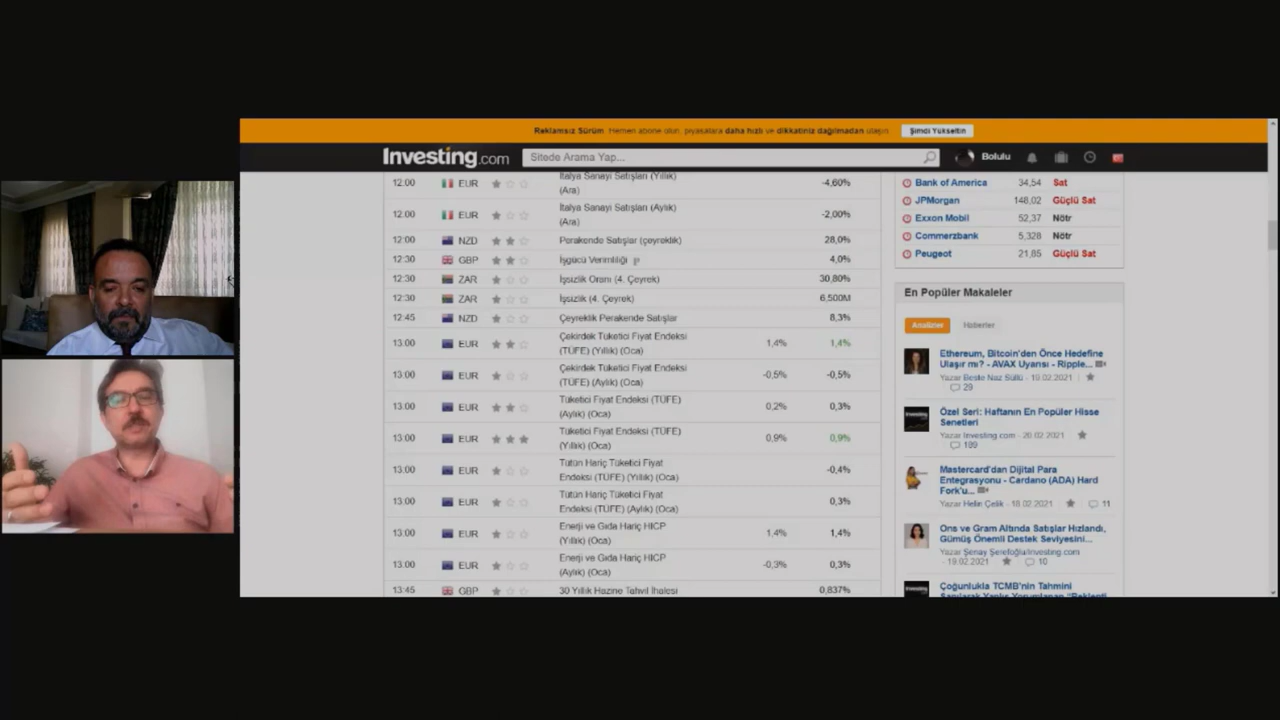 Reklamsız Sürüm. Hemen abone olun, piyasalara daha hızlı ve dikkatiniz dağılmadan ulaşın. Şimdi Yükseltin
Investing.com Sitede Arama Yap... Bolulu
12:00 EUR İtalya Sanayi Satışları (Yıllık) (Ara) -4,60%
12:00 EUR İtalya Sanayi Satışları (Aylık) (Ara) -2,00%
12:00 NZD Perakende Satışlar (çeyreklik) 28,0%
12:30 GBP İşgücü Verimliliği 4,0%
12:30 ZAR İşsizlik Oranı (4. Çeyrek) 30,80%
12:30 ZAR İşsizlik (4. Çeyrek) 6,500M
12:45 NZD Çeyreklik Perakende Satışlar 8,3%
13:00 EUR Çekirdek Tüketici Fiyat Endeksi (TÜFE) (Yıllık) (Oca) 1,4% 1,4%
13:00 EUR Çekirdek Tüketici Fiyat Endeksi (TÜFE) (Aylık) (Oca) -0,5% -0,5%
13:00 EUR Tüketici Fiyat Endeksi (TÜFE) (Aylık) (Oca) 0,2% 0,3%
13:00 EUR Tüketici Fiyat Endeksi (TÜFE) (Yıllık) (Oca) 0,9% 0,9%
13:00 EUR Tütün Hariç Tüketici Fiyat Endeksi (TÜFE) (Yıllık) (Oca) -0,4%
13:00 EUR Tütün Hariç Tüketici Fiyat Endeksi (TÜFE) (Aylık) (Oca) 0,3%
13:00 EUR Enerji ve Gıda Hariç HICP (Yıllık) (Oca) 1,4% 1,4%
13:00 EUR Enerji ve Gıda Hariç HICP (Aylık) (Oca) -0,3% 0,3%
13:45 GBP 30 Yıllık Hazine Tahvil İhalesi 0,837%
Bank of America 34,54 Sat
JPMorgan 148,02 Güçlü Sat
Exxon Mobil 52,37 Nötr
Commerzbank 5,328 Nötr
Peugeot 21,85 Güçlü Sat
En Popüler Makaleler
Analizler Haberler
Ethereum, Bitcoin'den Önce Hedefine
Ulaşır mı? - AVAX Uyarısı - Ripple...
Yazar Beste Naz Süllü - 19.02.2021
29
Özel Seri: Haftanın En Popüler Hisse
Senetleri
Yazar Investing.com - 20.02.2021
189
Mastercard'dan Dijital Para
Entegrasyonu - Cardano (ADA) Hard
Fork'u...
Yazar Helin Çelik - 18.02.2021 11
Ons ve Gram Altında Satışlar Hızlandı,
Gümüş Önemli Destek Seviyesini...
Yazar Şenay Şerefoğlu/Investing.com
- 19.02.2021 10
Çoğunlukla TCMB'nin Tahmini